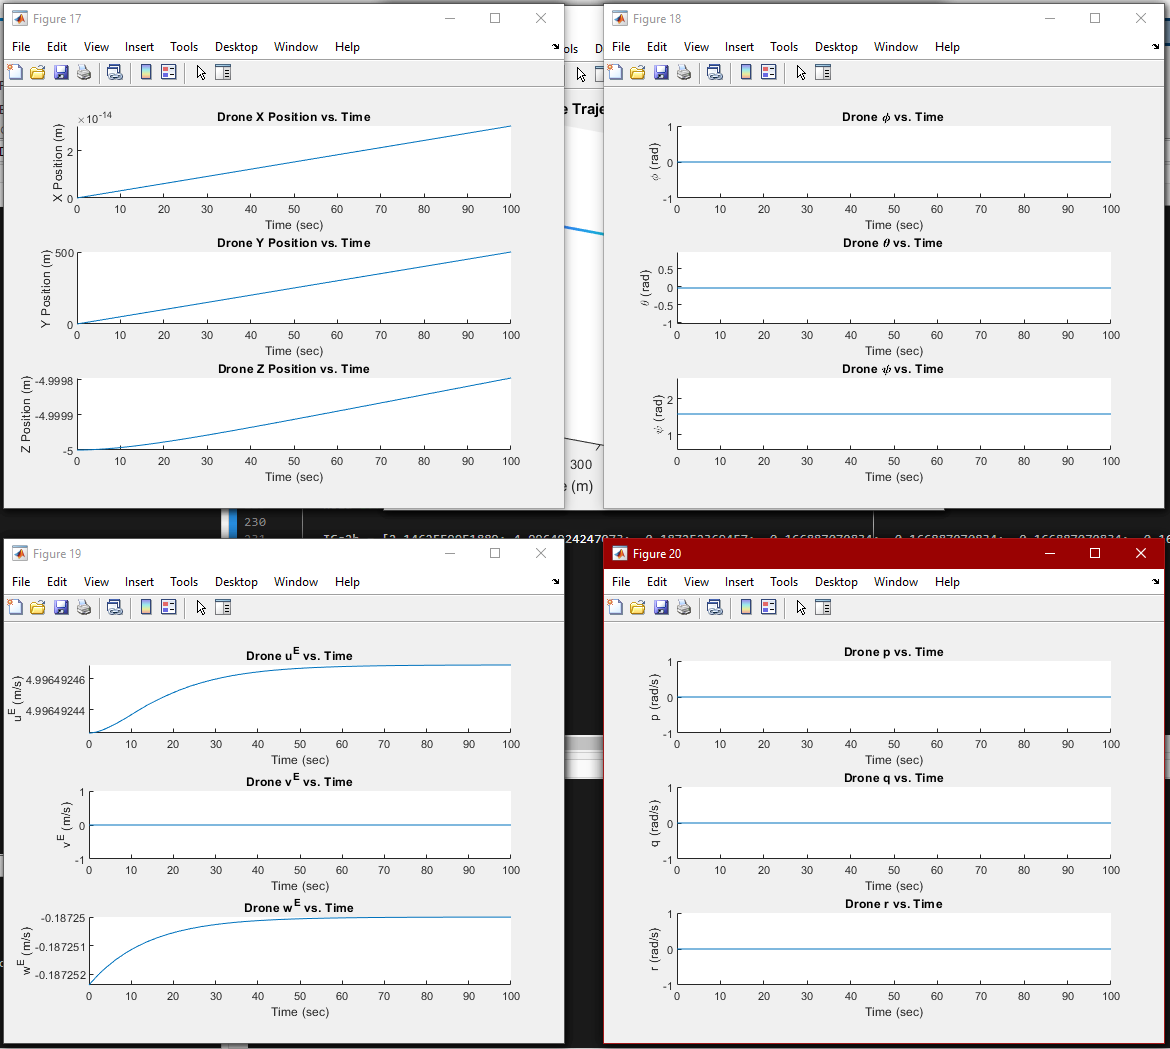 Figure 17
File Edit View Insert Tools Desktop Window Help
×10^-14
Drone X Position vs. Time
X Position (m)
2
0
0 10 20 30 40 50 60 70 80 90 100
Time (sec)
Drone Y Position vs. Time
Y Position (m)
500
0
0 10 20 30 40 50 60 70 80 90 100
Time (sec)
Drone Z Position vs. Time
Z Position (m)
-4.9998
-4.9999
-5
0 10 20 30 40 50 60 70 80 90 100
Time (sec)
ols D
e Traje
300
e (m)
Figure 18
File Edit View Insert Tools Desktop Window Help
Drone ϕ vs. Time
ϕ (rad)
1
0
-1
0 10 20 30 40 50 60 70 80 90 100
Time (sec)
Drone θ vs. Time
θ (rad)
0.5
0
-0.5
-1
0 10 20 30 40 50 60 70 80 90 100
Time (sec)
Drone ψ vs. Time
ψ (rad)
2
1
0 10 20 30 40 50 60 70 80 90 100
Time (sec)
230
Figure 19
File Edit View Insert Tools Desktop Window Help
Drone u^E vs. Time
u^E (m/s)
4.99649246
4.99649244
0 10 20 30 40 50 60 70 80 90 100
Time (sec)
Drone v^E vs. Time
v^E (m/s)
1
0
-1
0 10 20 30 40 50 60 70 80 90 100
Time (sec)
Drone w^E vs. Time
w^E (m/s)
-0.18725
-0.187251
-0.187252
0 10 20 30 40 50 60 70 80 90 100
Time (sec)
Figure 20
File Edit View Insert Tools Desktop Window Help
Drone p vs. Time
p (rad/s)
1
0
-1
0 10 20 30 40 50 60 70 80 90 100
Time (sec)
Drone q vs. Time
q (rad/s)
1
0
-1
0 10 20 30 40 50 60 70 80 90 100
Time (sec)
Drone r vs. Time
r (rad/s)
1
0
-1
0 10 20 30 40 50 60 70 80 90 100
Time (sec)